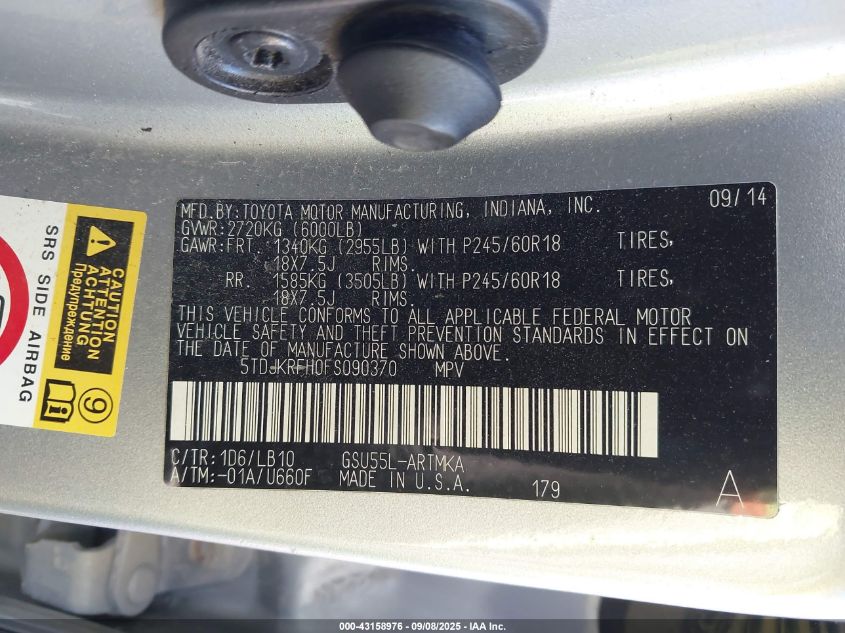 MFD.BY:TOYOTA MOTOR MANUFACTURING, INDIANA, INC. 09/14
GVWR:2720KG (6000LB)
GAWR:FRT 1340KG (2955LB) WITH P245/60R18 TIRES,
18X7.5J RIMS.
RR. 1585KG (3505LB) WITH P245/60R18 TIRES,
18X7.5J RIMS.
THIS VEHICLE CONFORMS TO ALL APPLICABLE FEDERAL MOTOR
VEHICLE SAFETY AND THEFT PREVENTION STANDARDS IN EFFECT ON
THE DATE OF MANUFACTURE SHOWN ABOVE.
5TDJKRFH0FS090370 MPV
C/TR:1D6/LB10 GSU55L-ARTMKA
A/TM:-01A/U660F MADE IN U.S.A. 179 A
SRS SIDE AIRBAG
CAUTION
ATTENTION
ACHTUNG
Предупреждение
9
000-43158976 - 09/08/2025 - IAA Inc.